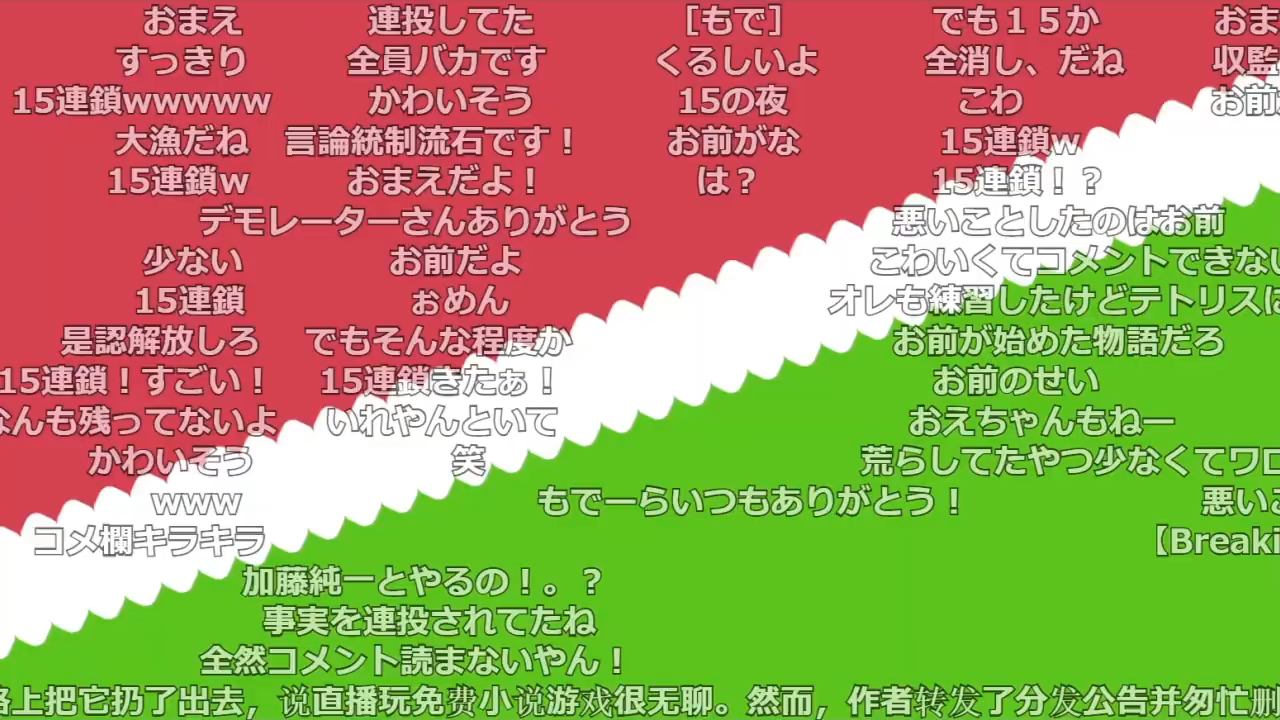 おまえ 連投してた [もで] でも１５か おま
すっきり 全員バカです くるしいよ 全消し、だね 収監
15連鎖wwwww かわいそう 15の夜 こわ お前
大漁だね 言論統制流石です！ お前がな 15連鎖w
15連鎖w おまえだよ！ は？ 15連鎖！？
デモレーターさんありがとう 悪いことしたのはお前
少ない お前だよ こわいくてコメントできない
15連鎖 ぉめん オレも練習したけどテトリスは
是認解放しろ でもそんな程度か お前が始めた物語だろ
15連鎖！すごい！ 15連鎖きたぁ！ お前のせい
なんも残ってないよ いれやんといて おえちゃんもねー
かわいそう 笑 荒らしてたやつ少なくてワロ
www もでーらいつもありがとう！ 悪いこ
コメ欄キラキラ 【Breaki
加藤純一とやるの！。？
事実を連投されてたね
全然コメント読まないやん！
络上把它扔了出去，说直播玩免费小说游戏很无聊。然而，作者转发了分发公告并匆忙删